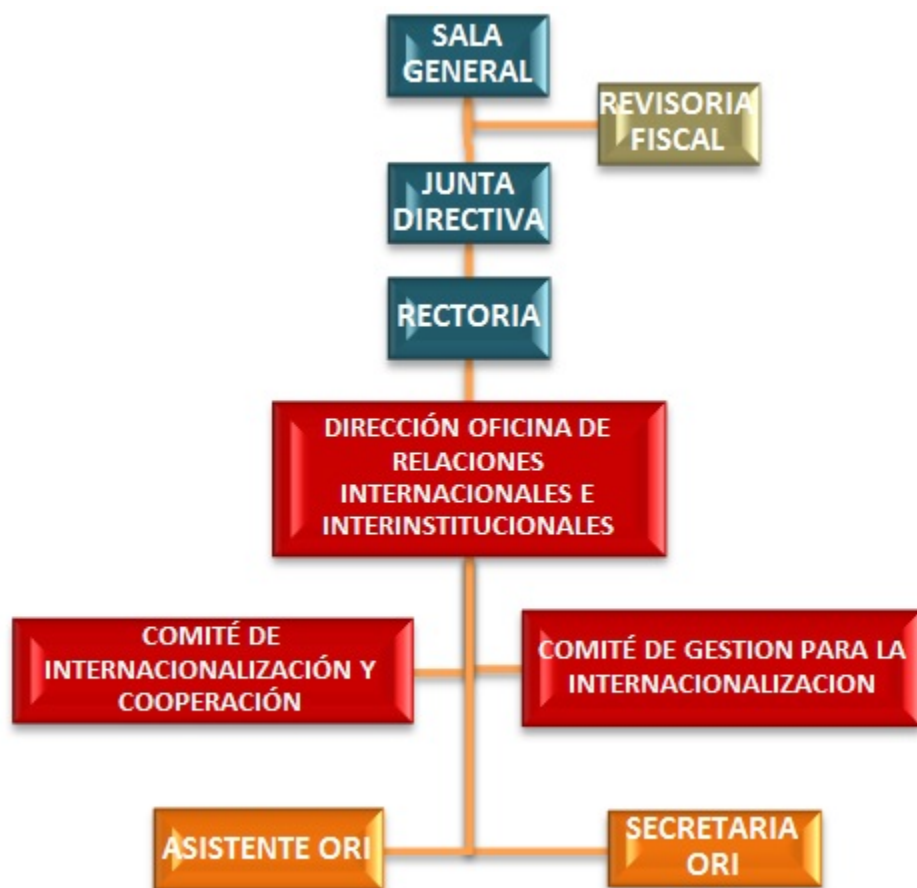 SALA
GENERAL
REVISORIA
FISCAL
JUNTA
DIRECTIVA
RECTORIA
DIRECCIÓN OFICINA DE
RELACIONES
INTERNACIONALES E
INTERINSTITUCIONALES
COMITÉ DE
INTERNACIONALIZACIÓN Y
COOPERACIÓN
COMITÉ DE GESTION PARA LA
INTERNACIONALIZACION
ASISTENTE ORI
SECRETARIA
ORI